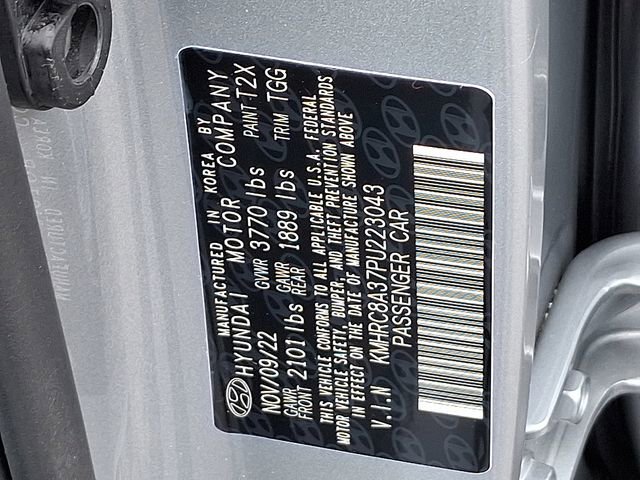 MANUFACTURED IN KOREA BY
HYUNDAI MOTOR COMPANY
NOV/09/22 GVWR 3770 lbs PAINT T2X
GAWR FRONT 2101 lbs GAWR REAR 1889 lbs TRIM TGG
THIS VEHICLE CONFORMS TO ALL APPLICABLE U.S.A. FEDERAL
MOTOR VEHICLE SAFETY, BUMPER, AND THEFT PREVENTION STANDARDS
IN EFFECT ON THE DATE OF MANUFACTURE SHOWN ABOVE
V.I.N KMHRC8A37PU223043
PASSENGER CAR